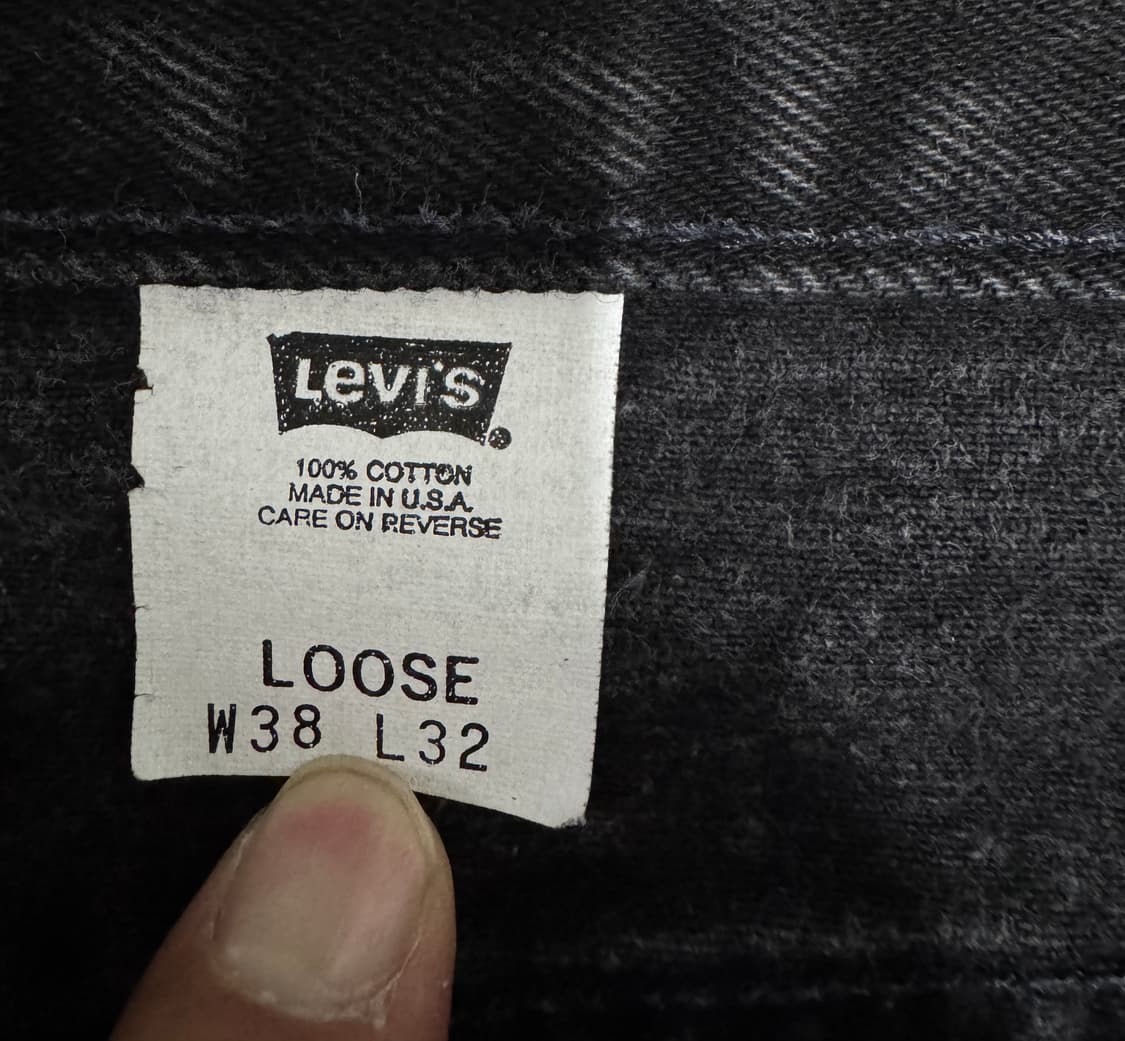 Levi's
100% COTTON
MADE IN U.S.A.
CARE ON REVERSE
LOOSE
W38 L32